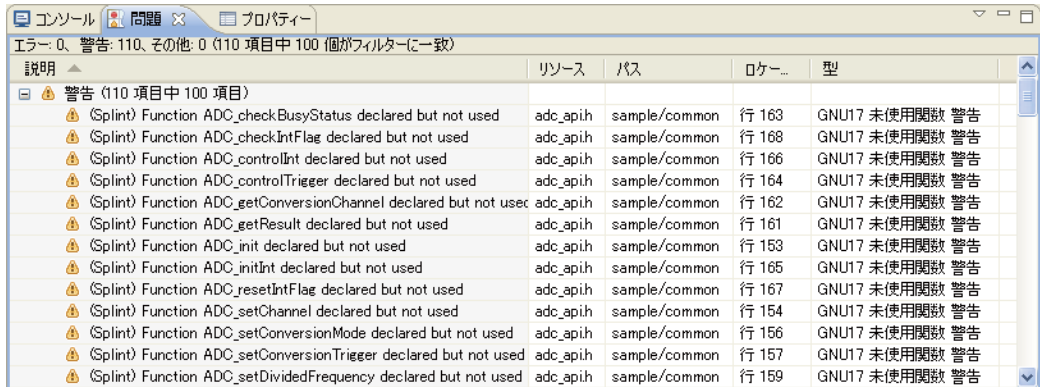 コンソール 問題 プロパティー
エラー: 0、 警告: 110、その他: 0 (110 項目中 100 個がフィルターに一致)
説明 リソース パス ロケー... 型
警告 (110 項目中 100 項目)
(Splint) Function ADC_checkBusyStatus declared but not used adc_api.h sample/common 行 163 GNU17 未使用関数 警告
(Splint) Function ADC_checkIntFlag declared but not used adc_api.h sample/common 行 168 GNU17 未使用関数 警告
(Splint) Function ADC_controlInt declared but not used adc_api.h sample/common 行 166 GNU17 未使用関数 警告
(Splint) Function ADC_controlTrigger declared but not used adc_api.h sample/common 行 164 GNU17 未使用関数 警告
(Splint) Function ADC_getConversionChannel declared but not used adc_api.h sample/common 行 162 GNU17 未使用関数 警告
(Splint) Function ADC_getResult declared but not used adc_api.h sample/common 行 161 GNU17 未使用関数 警告
(Splint) Function ADC_init declared but not used adc_api.h sample/common 行 153 GNU17 未使用関数 警告
(Splint) Function ADC_initInt declared but not used adc_api.h sample/common 行 165 GNU17 未使用関数 警告
(Splint) Function ADC_resetIntFlag declared but not used adc_api.h sample/common 行 167 GNU17 未使用関数 警告
(Splint) Function ADC_setChannel declared but not used adc_api.h sample/common 行 154 GNU17 未使用関数 警告
(Splint) Function ADC_setConversionMode declared but not used adc_api.h sample/common 行 156 GNU17 未使用関数 警告
(Splint) Function ADC_setConversionTrigger declared but not used adc_api.h sample/common 行 157 GNU17 未使用関数 警告
(Splint) Function ADC_setDividedFrequency declared but not used adc_api.h sample/common 行 159 GNU17 未使用関数 警告